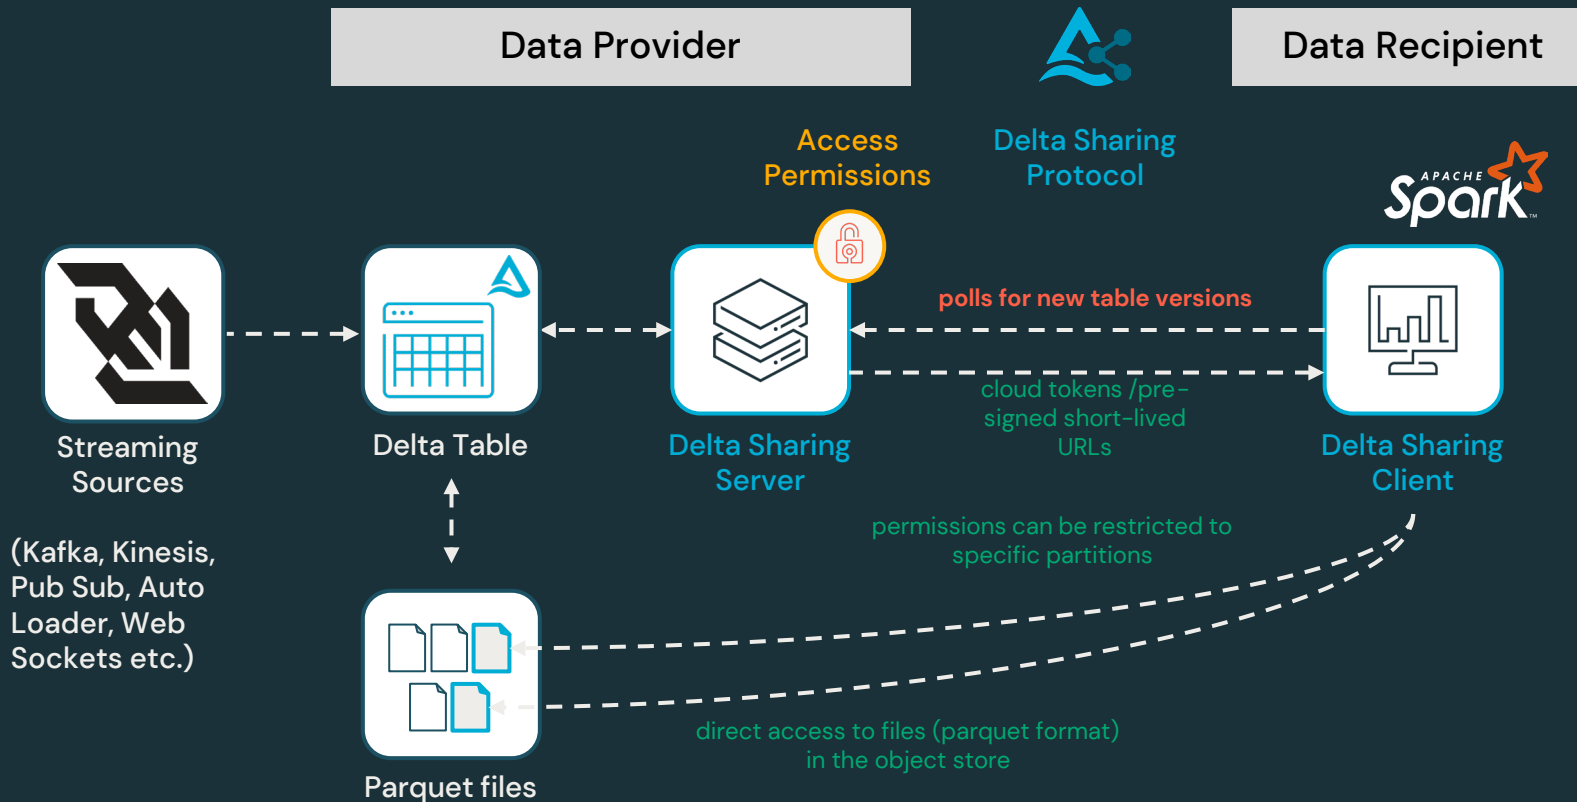 Data Provider
Data Recipient
Access
Permissions
Delta Sharing
Protocol
APACHE
Spark
TM
polls for new table versions
cloud tokens /pre-
signed short-lived
URLs
Streaming
Sources
Delta Table
Delta Sharing
Server
Delta Sharing
Client
(Kafka, Kinesis,
Pub Sub, Auto
Loader, Web
Sockets etc.)
permissions can be restricted to
specific partitions
direct access to files (parquet format)
in the object store
Parquet files